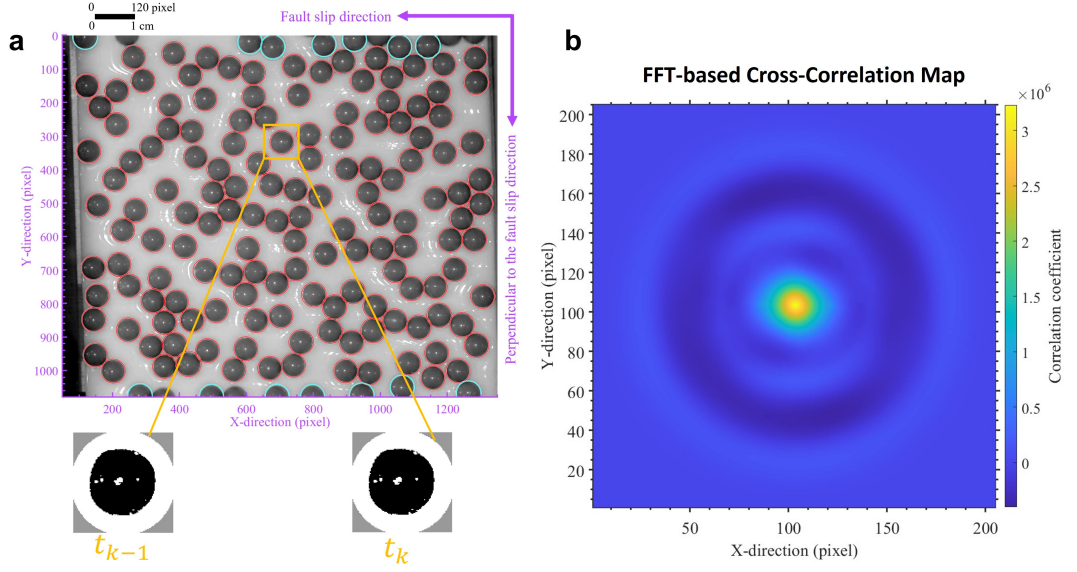 0 120 pixel
0 1 cm
Fault slip direction
a
0
100
200
300
400
500
600
700
800
900
1000
Y-direction (pixel)
200 400 600 800 1000 1200
X-direction (pixel)
Perpendicular to the fault slip direction
t_{k-1}
t_k
b
FFT-based Cross-Correlation Map
×10^6
200
180
160
140
120
100
80
60
40
20
Y-direction (pixel)
50 100 150 200
X-direction (pixel)
3
2.5
2
1.5
1
0.5
0
Correlation coefficient